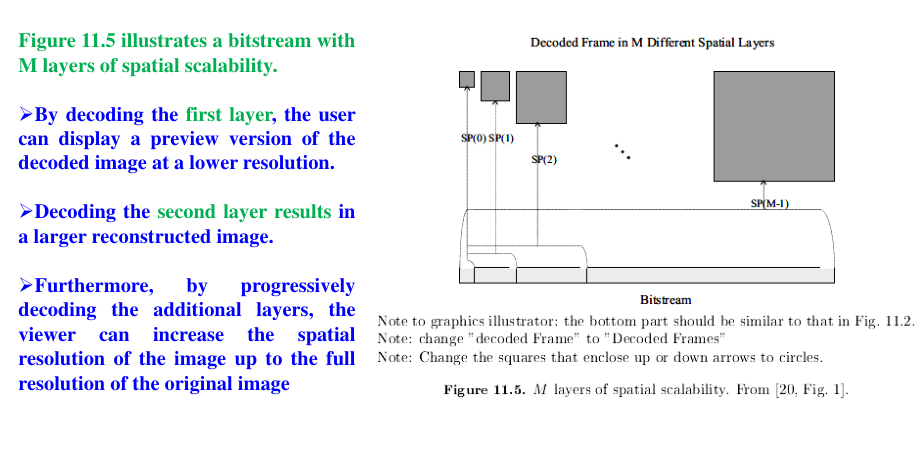 Figure 11.5 illustrates a bitstream with
M layers of spatial scalability.
➢By decoding the first layer, the user
can display a preview version of the
decoded image at a lower resolution.
➢Decoding the second layer results in
a larger reconstructed image.
➢Furthermore, by progressively
decoding the additional layers, the
viewer can increase the spatial
resolution of the image up to the full
resolution of the original image
Decoded Frame in M Different Spatial Layers
SP(0) SP(1)
SP(2)
SP(M-1)
Bitstream
Note to graphics illustrator: the bottom part should be similar to that in Fig. 11.2.
Note: change "decoded Frame" to "Decoded Frames"
Note: Change the squares that enclose up or down arrows to circles.
Figure 11.5. M layers of spatial scalability. From [20, Fig. 1].